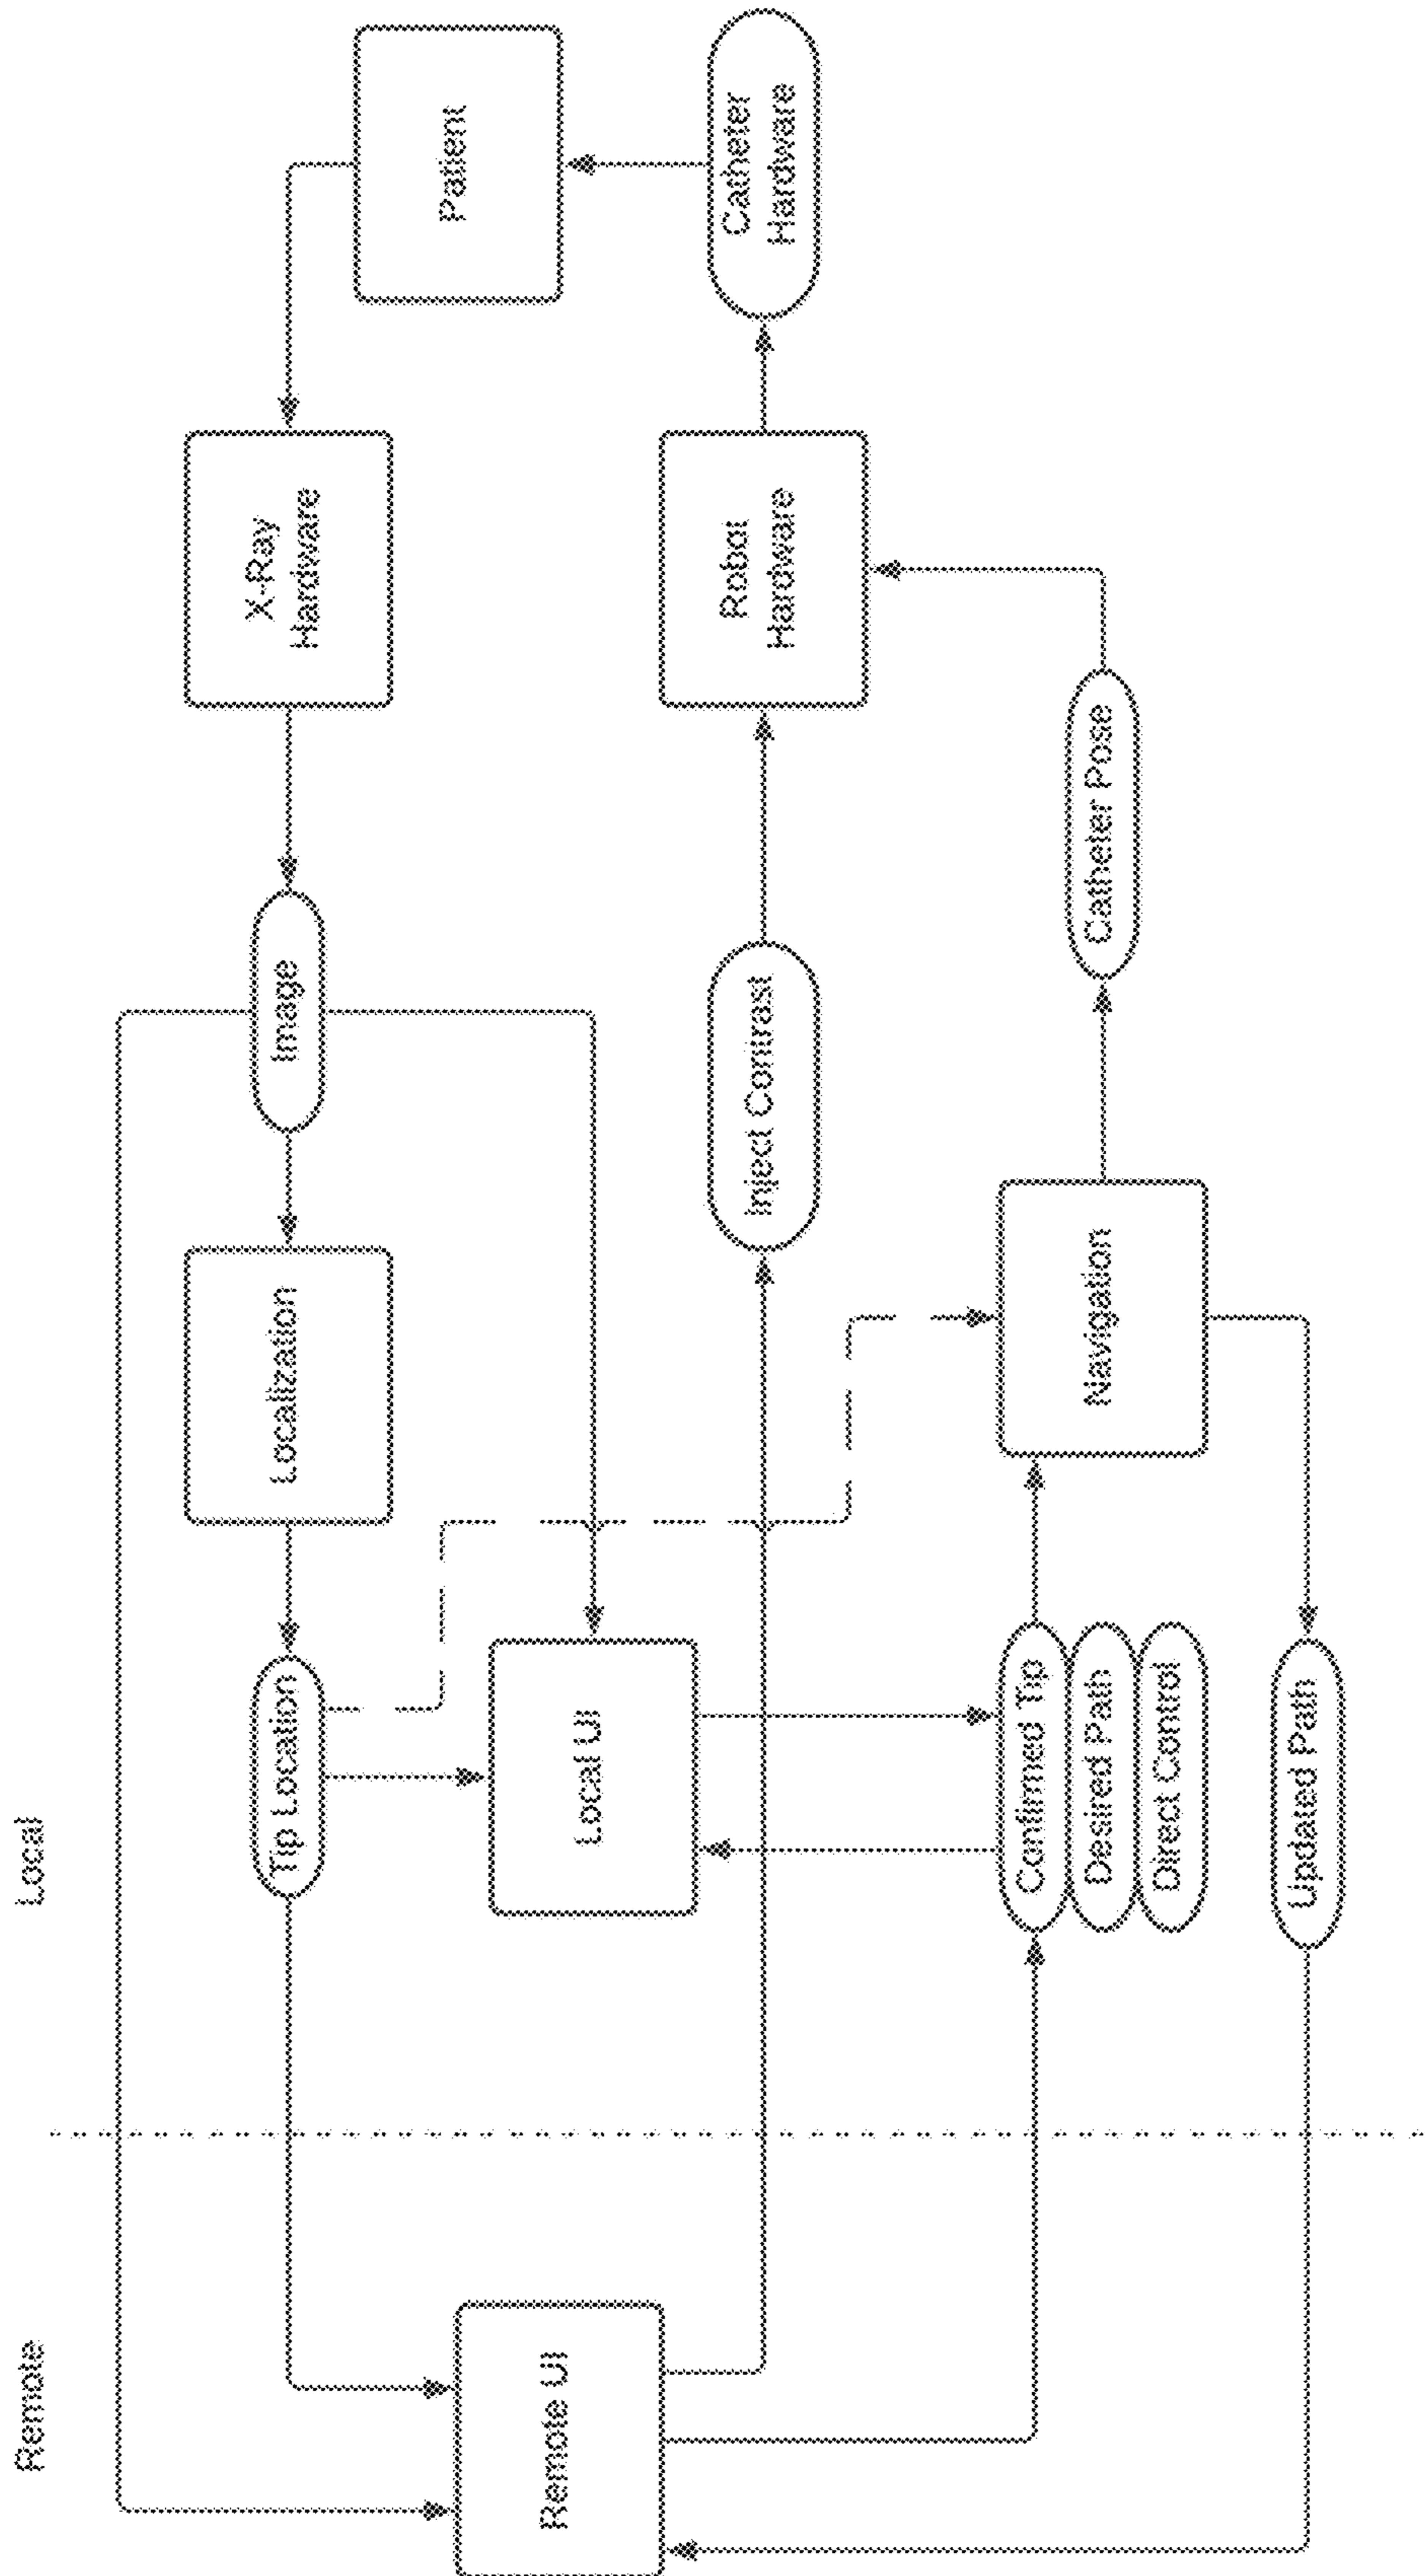 Remote
Local
Remote UI
Tip Location
Localization
Image
X-Ray
Hardware
Patient
Local UI
Inject Contrast
Robot
Hardware
Catheter
Hardware
Confirmed Tip
Desired Path
Direct Control
Navigation
Catheter Pose
Updated Path